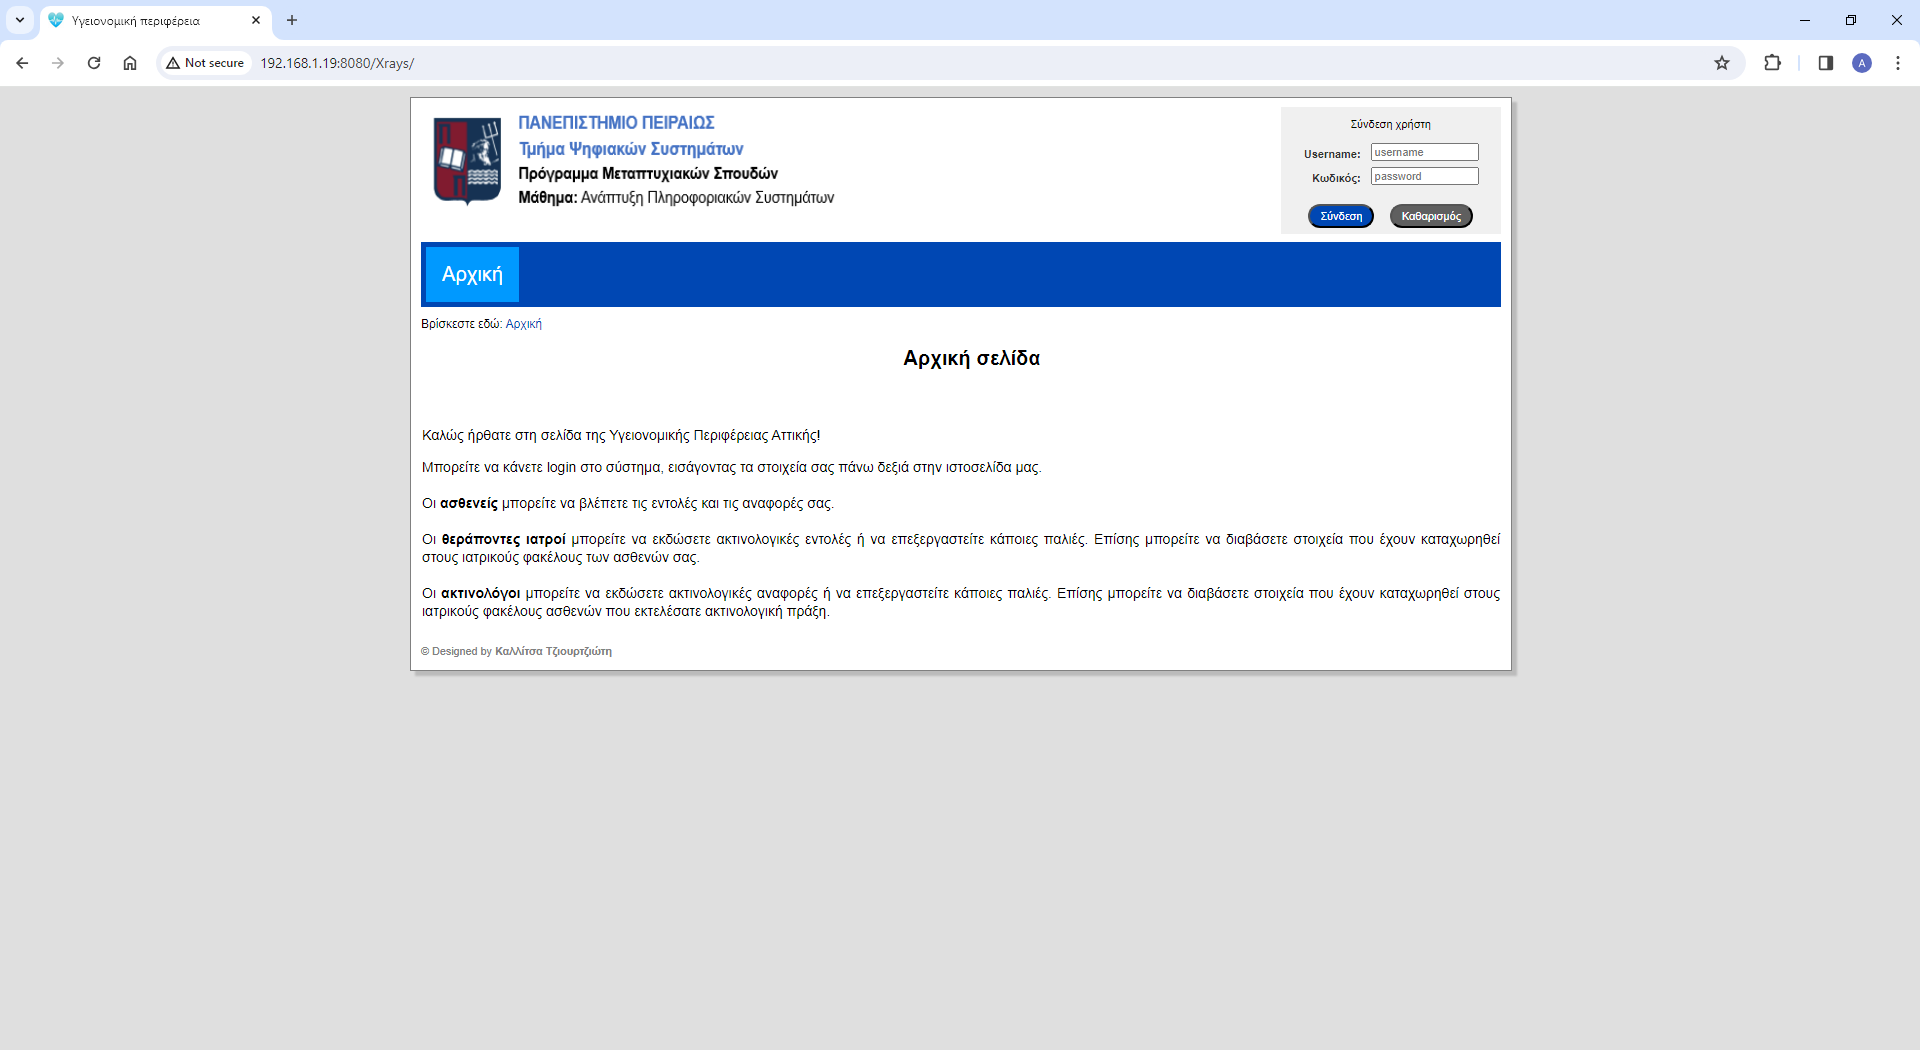 Υγειονομική περιφέρεια
Not secure
192.168.1.19:8080/Xrays/
A
ΠΑΝΕΠΙΣΤΗΜΙΟ ΠΕΙΡΑΙΩΣ
Τμήμα Ψηφιακών Συστημάτων
Πρόγραμμα Μεταπτυχιακών Σπουδών
Μάθημα: Ανάπτυξη Πληροφοριακών Συστημάτων
Σύνδεση χρήστη
Username: username
Κωδικός: password
Σύνδεση Καθαρισμός
Αρχική
Βρίσκεστε εδώ: Αρχική
Αρχική σελίδα
Καλώς ήρθατε στη σελίδα της Υγειονομικής Περιφέρειας Αττικής!
Μπορείτε να κάνετε login στο σύστημα, εισάγοντας τα στοιχεία σας πάνω δεξιά στην ιστοσελίδα μας.
Οι ασθενείς μπορείτε να βλέπετε τις εντολές και τις αναφορές σας.
Οι θεράποντες ιατροί μπορείτε να εκδώσετε ακτινολογικές εντολές ή να επεξεργαστείτε κάποιες παλιές. Επίσης μπορείτε να διαβάσετε στοιχεία που έχουν καταχωρηθεί
στους ιατρικούς φακέλους των ασθενών σας.
Οι ακτινολόγοι μπορείτε να εκδώσετε ακτινολογικές αναφορές ή να επεξεργαστείτε κάποιες παλιές. Επίσης μπορείτε να διαβάσετε στοιχεία που έχουν καταχωρηθεί στους
ιατρικούς φακέλους ασθενών που εκτελέσατε ακτινολογική πράξη.
© Designed by Καλλίτσα Τζιουρτζιώτη